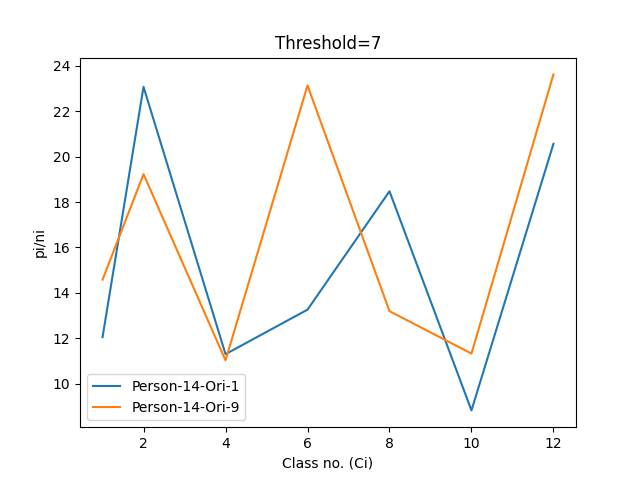 Threshold=7
24
22
20
18
16
14
12
10
pi/ni
Person-14-Ori-1
Person-14-Ori-9
2 4 6 8 10 12
Class no. (Ci)